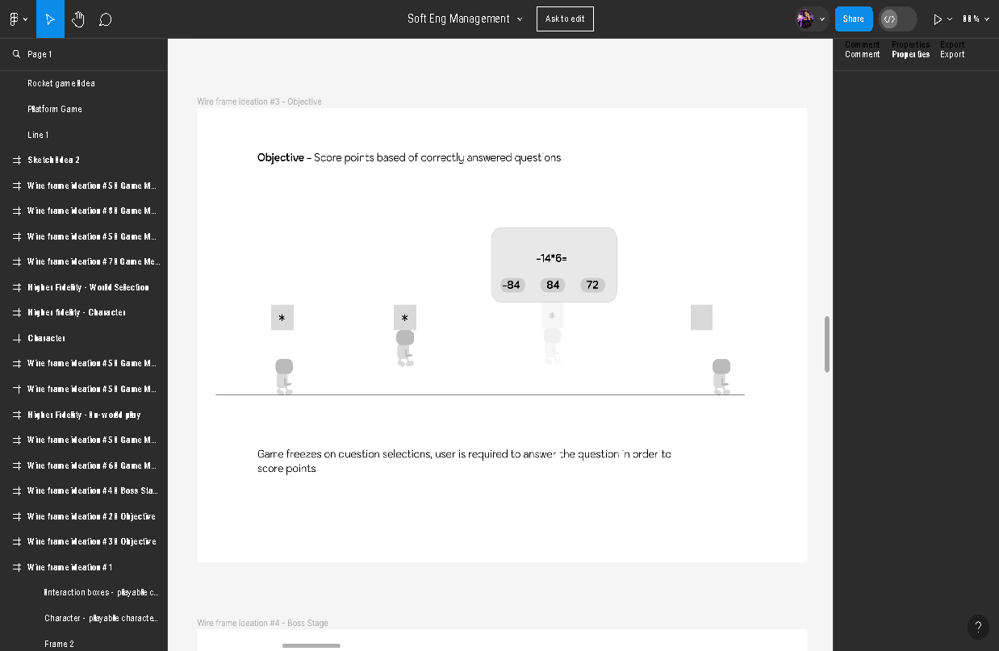 Soft Eng Management
Ask to edit
Share
88%
Page 1
Comment Properties Export
Comment Properties Export
Rocket game Idea
Platform Game
Line 1
Sketch Idea 2
Wire frame ideation #5 - Game M...
Wire frame ideation #8 - Game M...
Wire frame ideation #5 - Game M...
Wire frame ideation #7 - Game Me...
Higher Fidelity - World Selection
Higher fidelity - Character
Character
Wire frame ideation #5 - Game M...
Wire frame ideation #5 - Game M...
Higher Fidelity - In-world play
Wire frame ideation #5 - Game M...
Wire frame ideation #6 - Game M...
Wire frame ideation #4 - Boss Sta...
Wire frame ideation #2 - Objective
Wire frame ideation #3 - Objective
Wire frame ideation #1
Interaction boxes - playable c...
Character - playable characte...
Frame 2
Wire frame ideation #3 - Objective
Objective – Score points based of correctly answered questions
-14*6=
-84 84 72
* * *
Game freezes on question selections, user is required to answer the question in order to
score points
Wire frame ideation #4 - Boss Stage
?